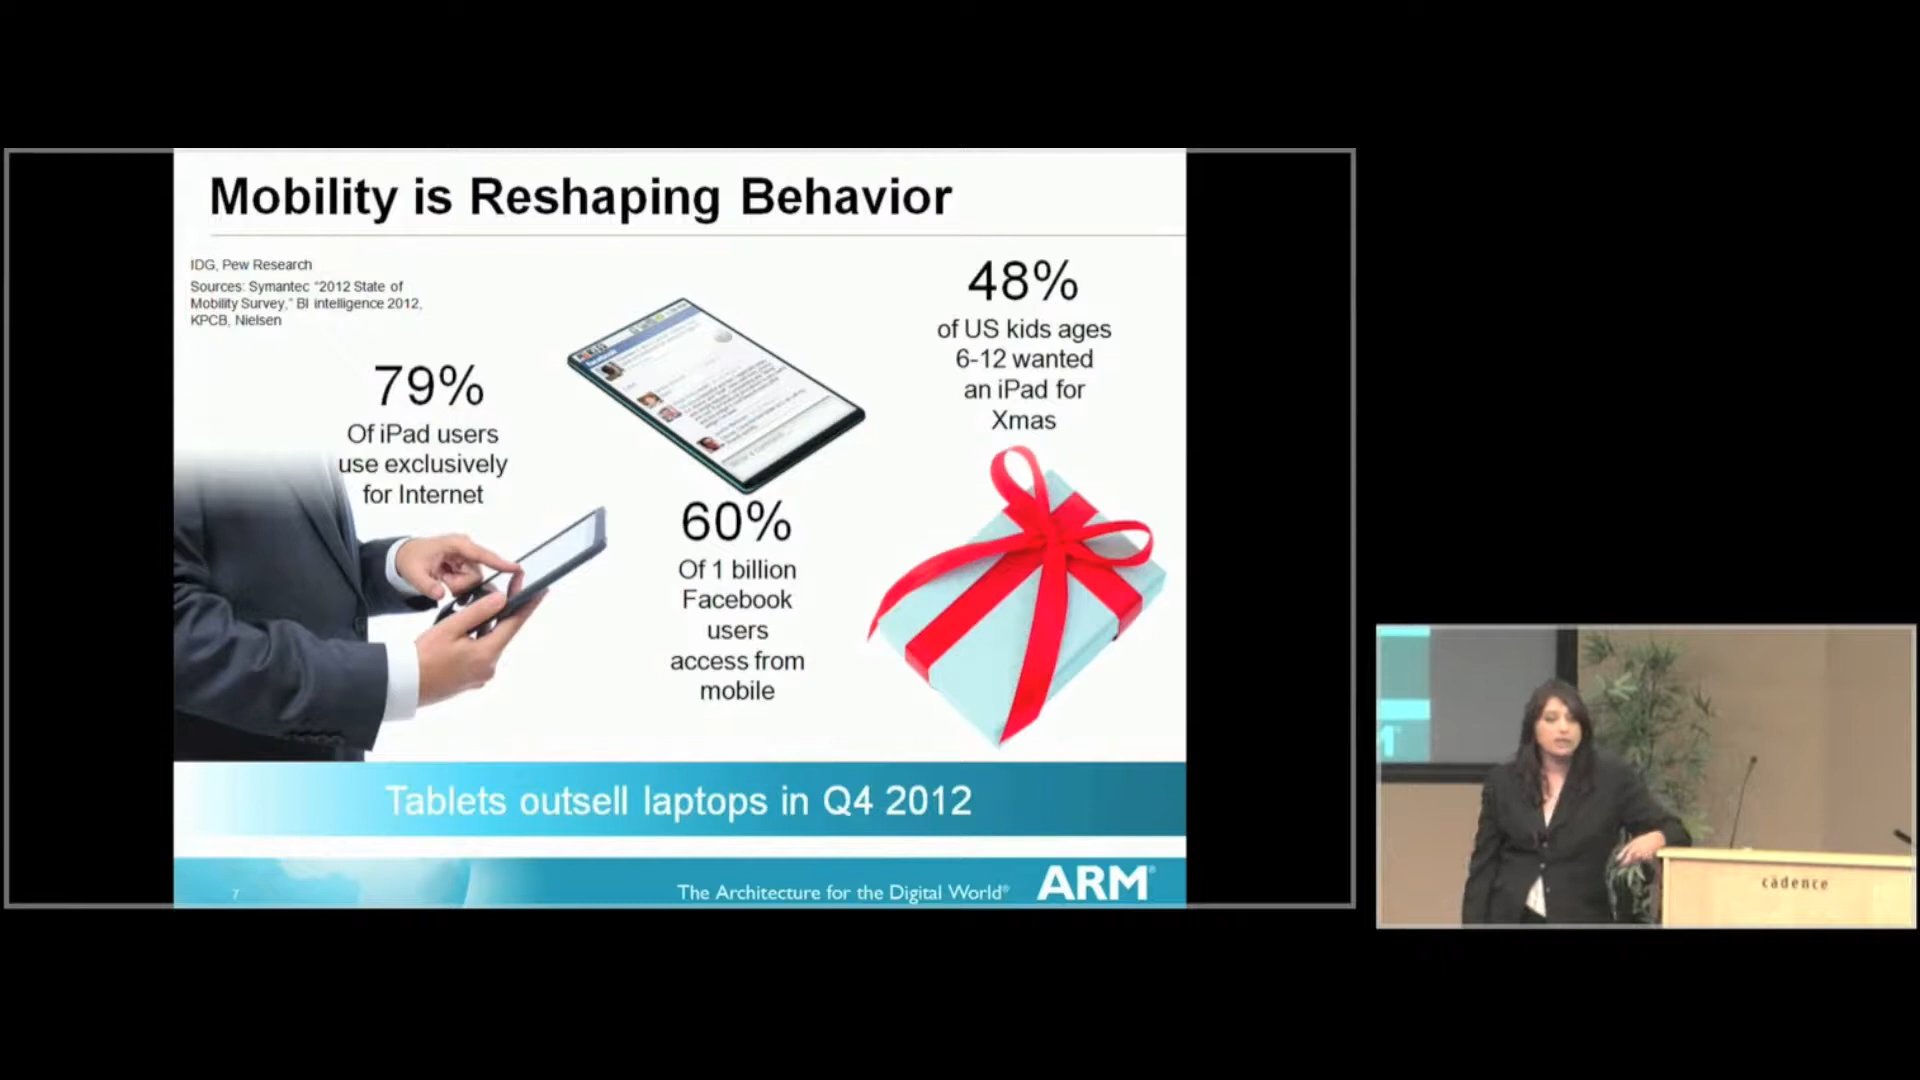 Mobility is Reshaping Behavior
IDG, Pew Research
Sources: Symantec "2012 State of
Mobility Survey," BI intelligence 2012,
KPCB, Nielsen
79%
Of iPad users
use exclusively
for Internet
60%
Of 1 billion
Facebook
users
access from
mobile
48%
of US kids ages
6-12 wanted
an iPad for
Xmas
facebook
Tablets outsell laptops in Q4 2012
7
The Architecture for the Digital World®
ARM®
cādence